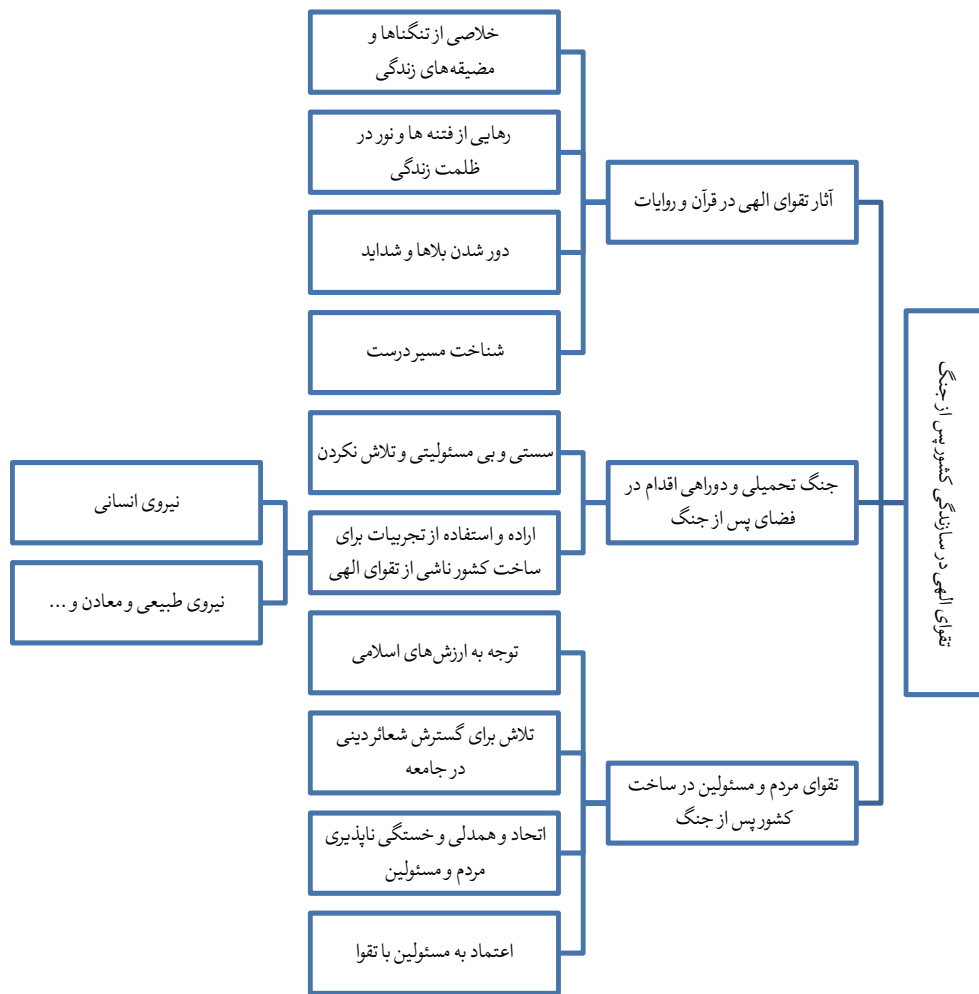 تقوای الهی در سازندگی کشور پس از جنگ
آثار تقوای الهی در قرآن و روایات
خلاصی از تنگناها و
مضیقه‌های زندگی
رهایی از فتنه ها و نور در
ظلمت زندگی
دور شدن بلاها و شداید
شناخت مسیر درست
جنگ تحمیلی و دوراهی اقدام در
فضای پس از جنگ
سستی و بی مسئولیتی و تلاش نکردن
اراده و استفاده از تجربیات برای
ساخت کشور ناشی از تقوای الهی
نیروی انسانی
نیروی طبیعی و معادن و ...
تقوای مردم و مسئولین در ساخت
کشور پس از جنگ
توجه به ارزش‌های اسلامی
تلاش برای گسترش شعائر دینی
در جامعه
اتحاد و همدلی و خستگی ناپذیری
مردم و مسئولین
اعتماد به مسئولین با تقوا